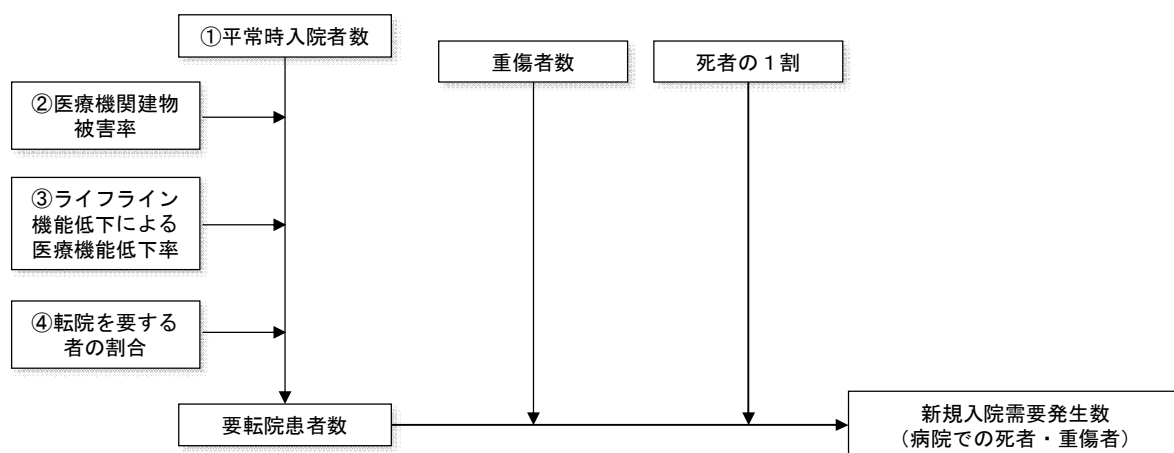 ①平常時入院者数
重傷者数
死者の１割
②医療機関建物
被害率
③ライフライン
機能低下による
医療機能低下率
④転院を要する
者の割合
要転院患者数
新規入院需要発生数
（病院での死者・重傷者）